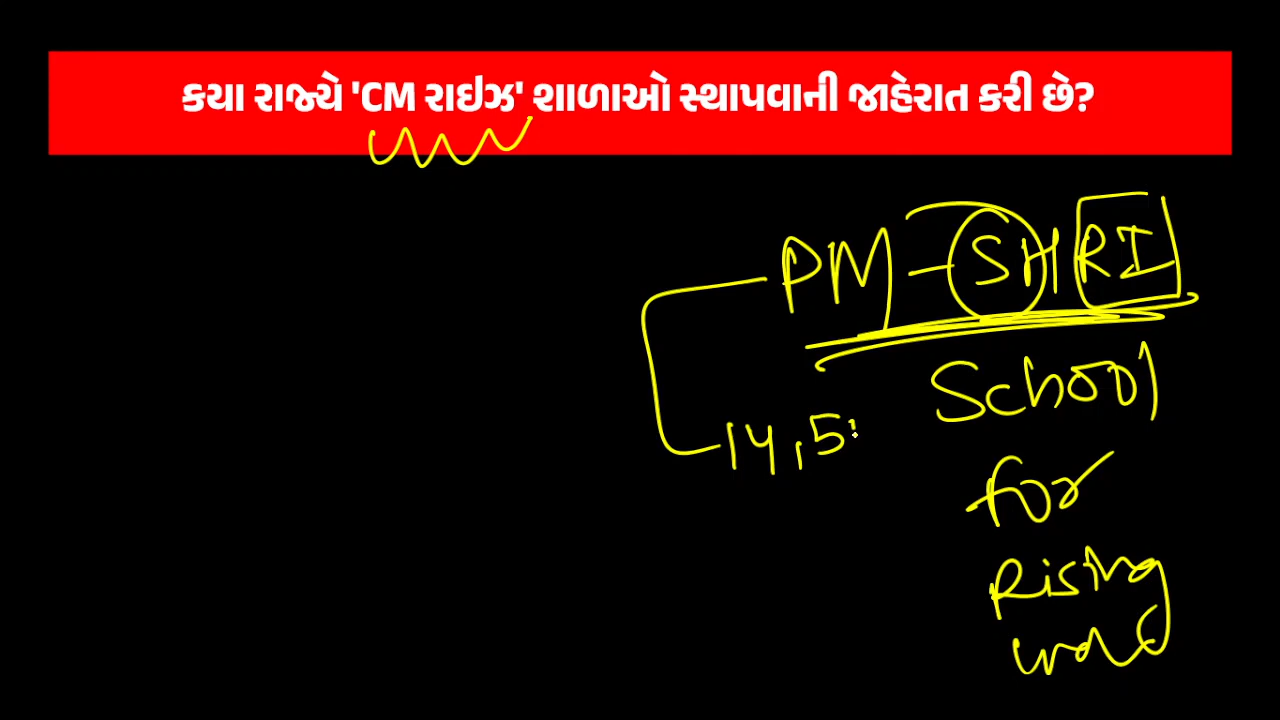 કયા રાજ્યે 'CM રાઇઝ' શાળાઓ સ્થાપવાની જાહેરાત કરી છે?
PM-SHRI
School
14,5
for
Rising